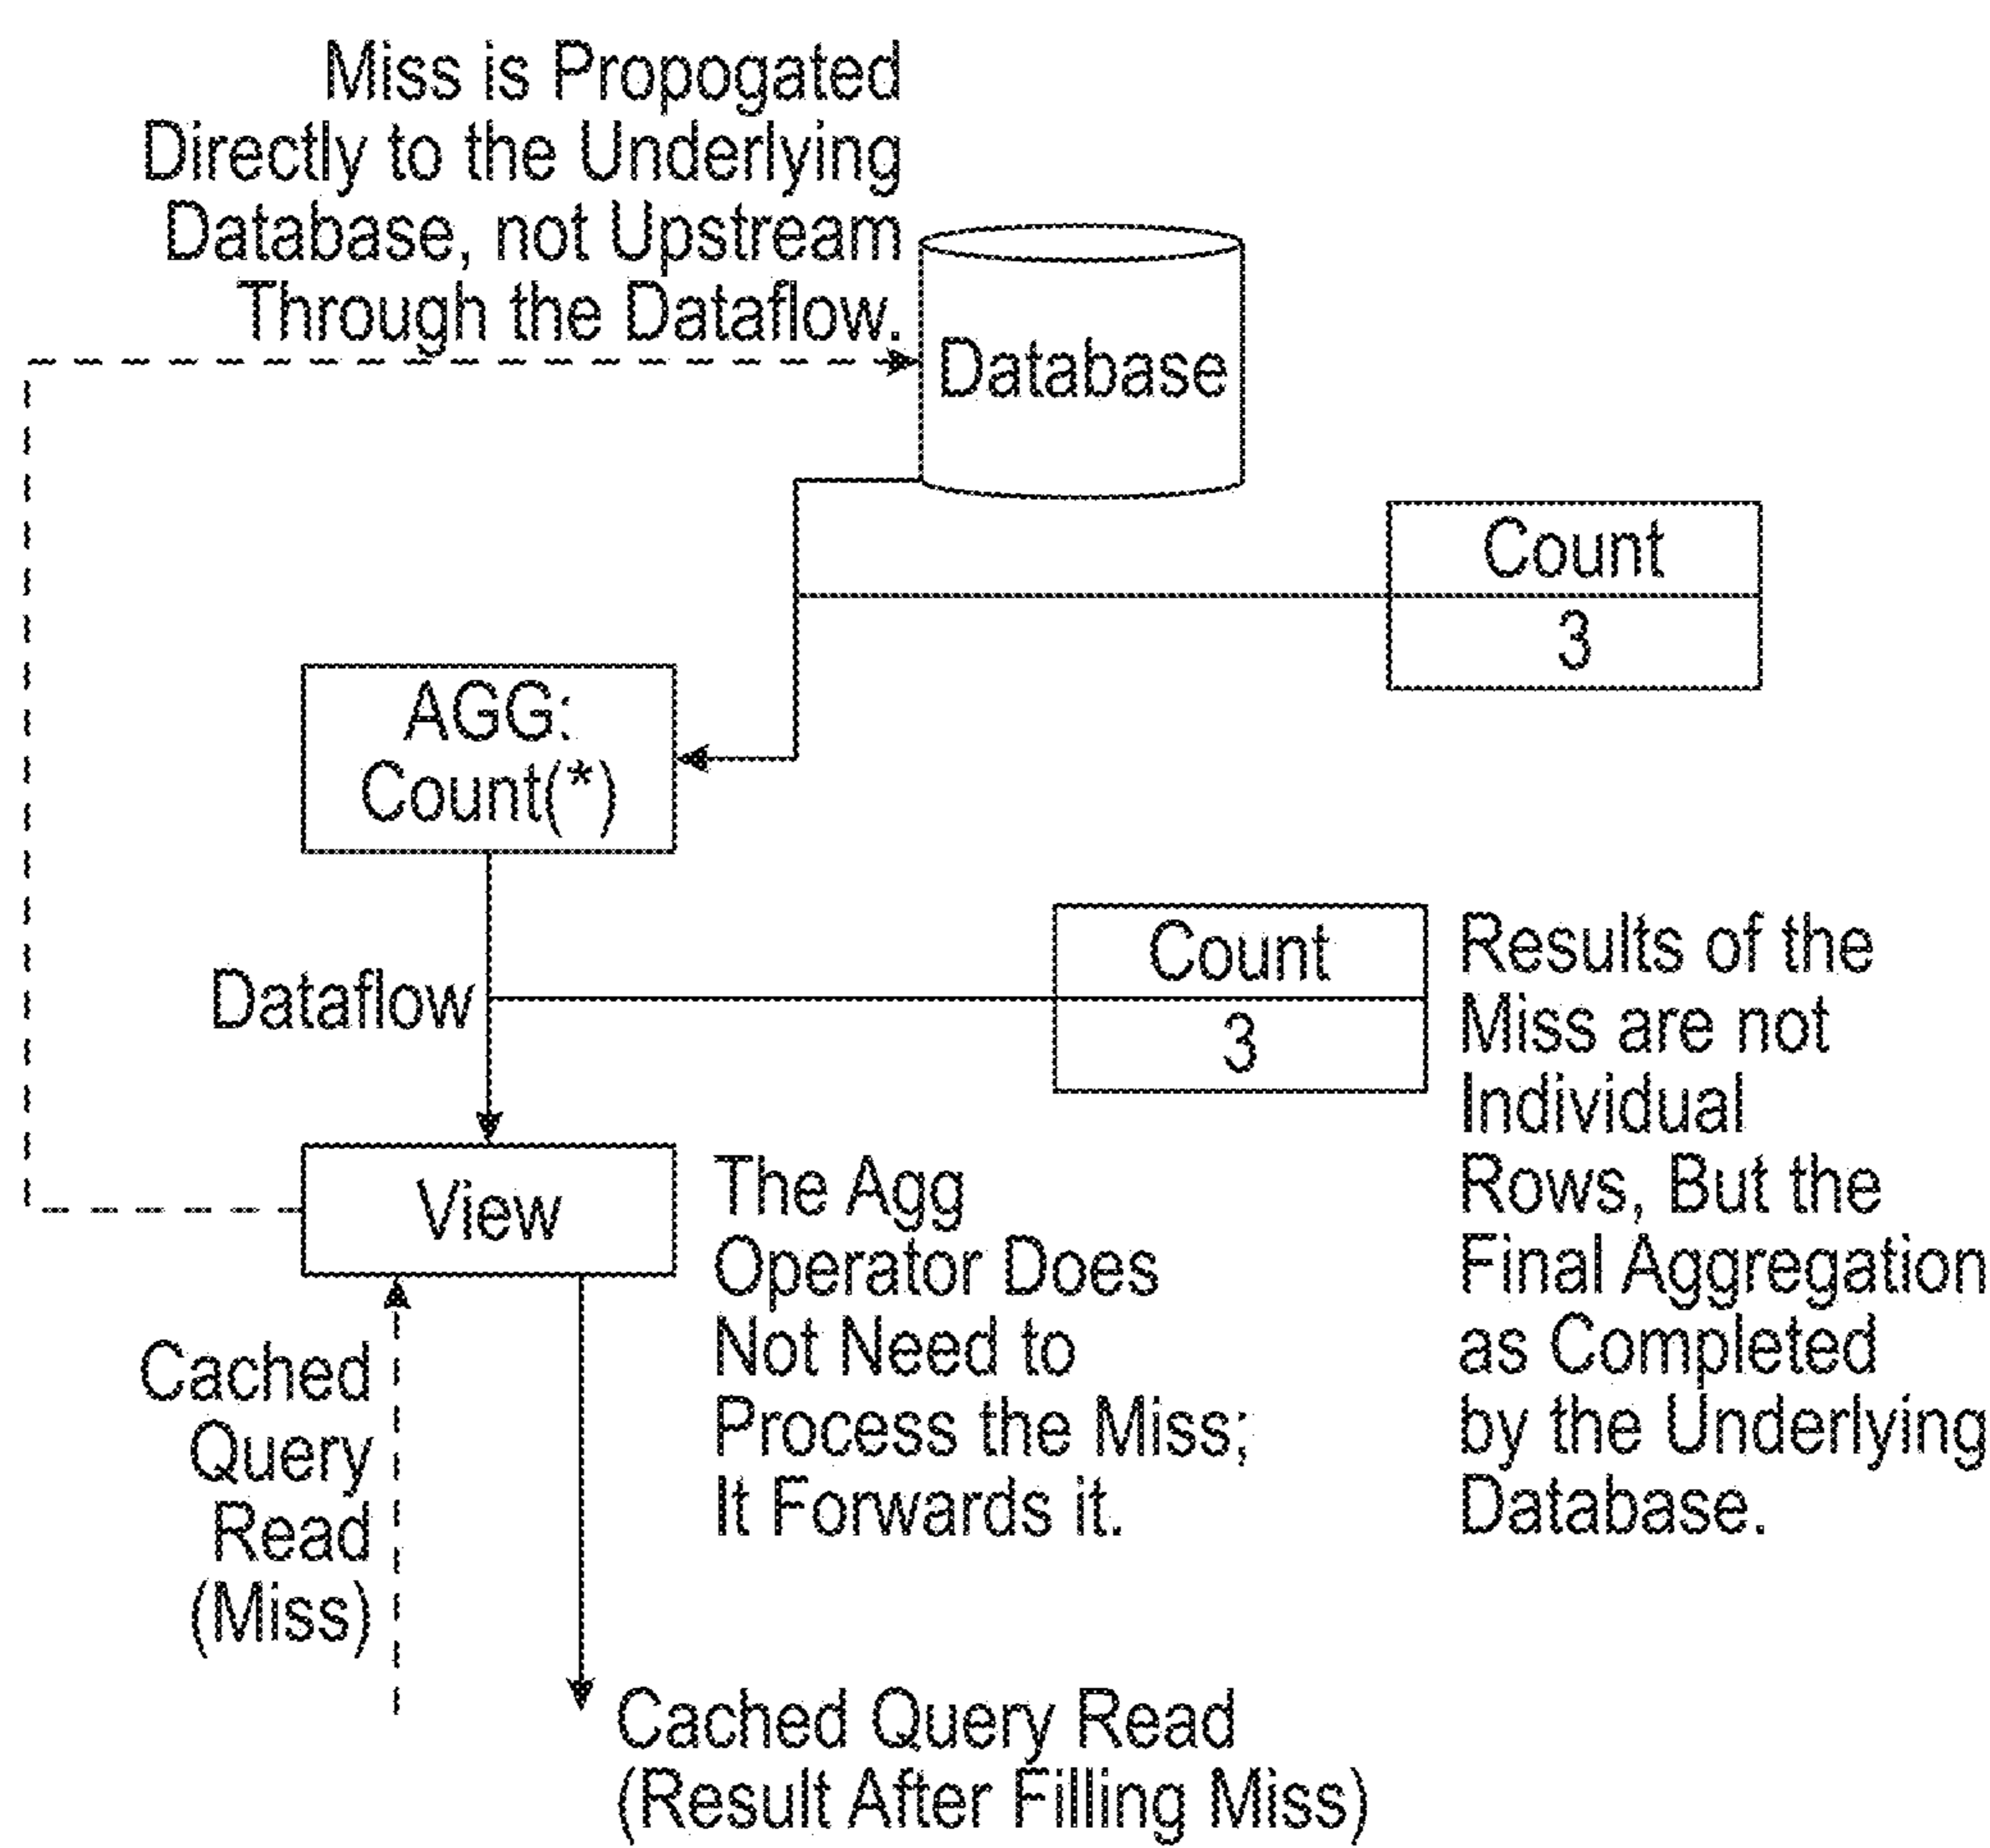 Miss is Propogated
Directly to the Underlying
Database, not Upstream
Through the Dataflow.
Database
Count
3
AGG:
Count(*)
Dataflow
Count
3
Results of the
Miss are not
Individual
Rows, But the
Final Aggregation
as Completed
by the Underlying
Database.
View
The Agg
Operator Does
Not Need to
Process the Miss;
It Forwards it.
Cached
Query
Read
(Miss)
Cached Query Read
(Result After Filling Miss)